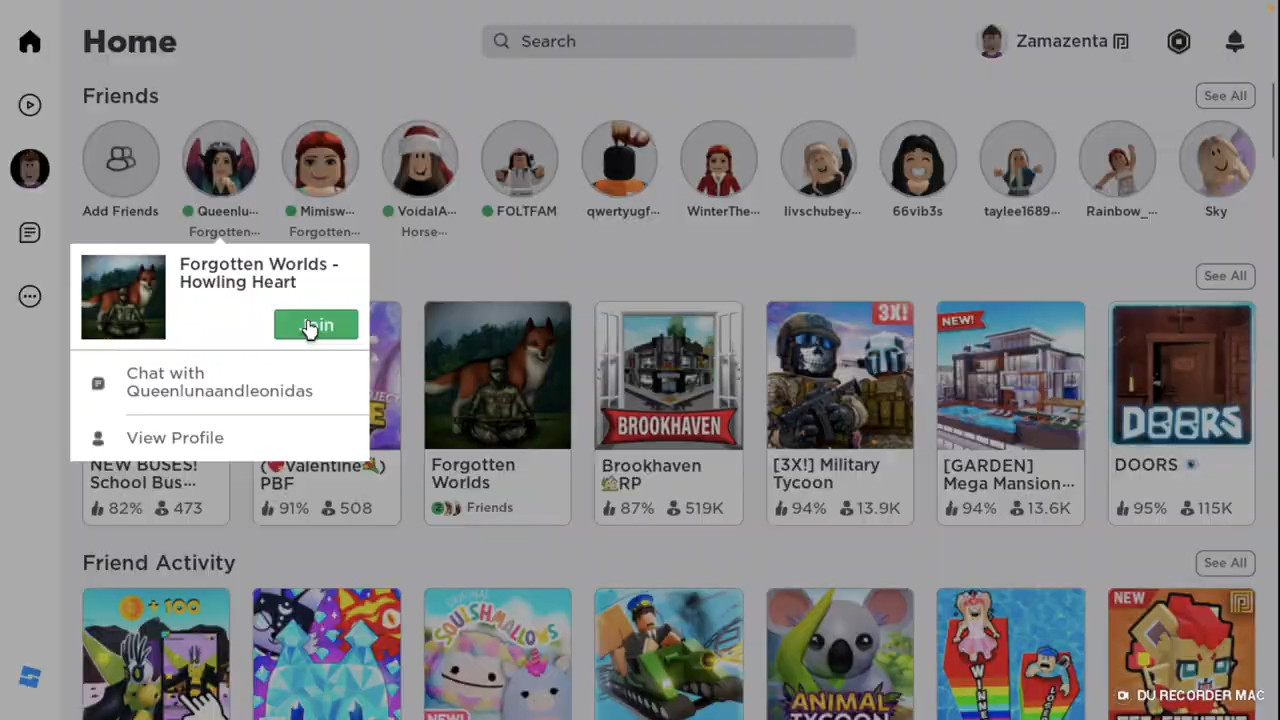 Home
Search
Zamazenta
Friends
See All
Add Friends
Queenlu...
Mimisw...
VoidalA...
FOLTFAM
qwertyugf...
WinterThe...
livschubey...
66vib3s
taylee1689...
Rainbow_...
Sky
Forgotten...
Forgotten...
Horse...
Forgotten Worlds -
Howling Heart
Join
Chat with
Queenlunaandleonidas
View Profile
See All
3X!
NEW!
BROOKHAVEN
DOORS
NEW BUSES!
School Bus...
82% 473
(❤️Valentine💐)
PBF
91% 508
Forgotten
Worlds
2 Friends
Brookhaven
🏡RP
87% 519K
[3X!] Military
Tycoon
94% 13.9K
[GARDEN]
Mega Mansion...
94% 13.6K
DOORS 👁️
95% 115K
Friend Activity
See All
+100
ORIGINAL
SQUISHMALLOWS
NEW!
ANIMAL
TYCOON
WINNE
NEW
DU RECORDER MAC